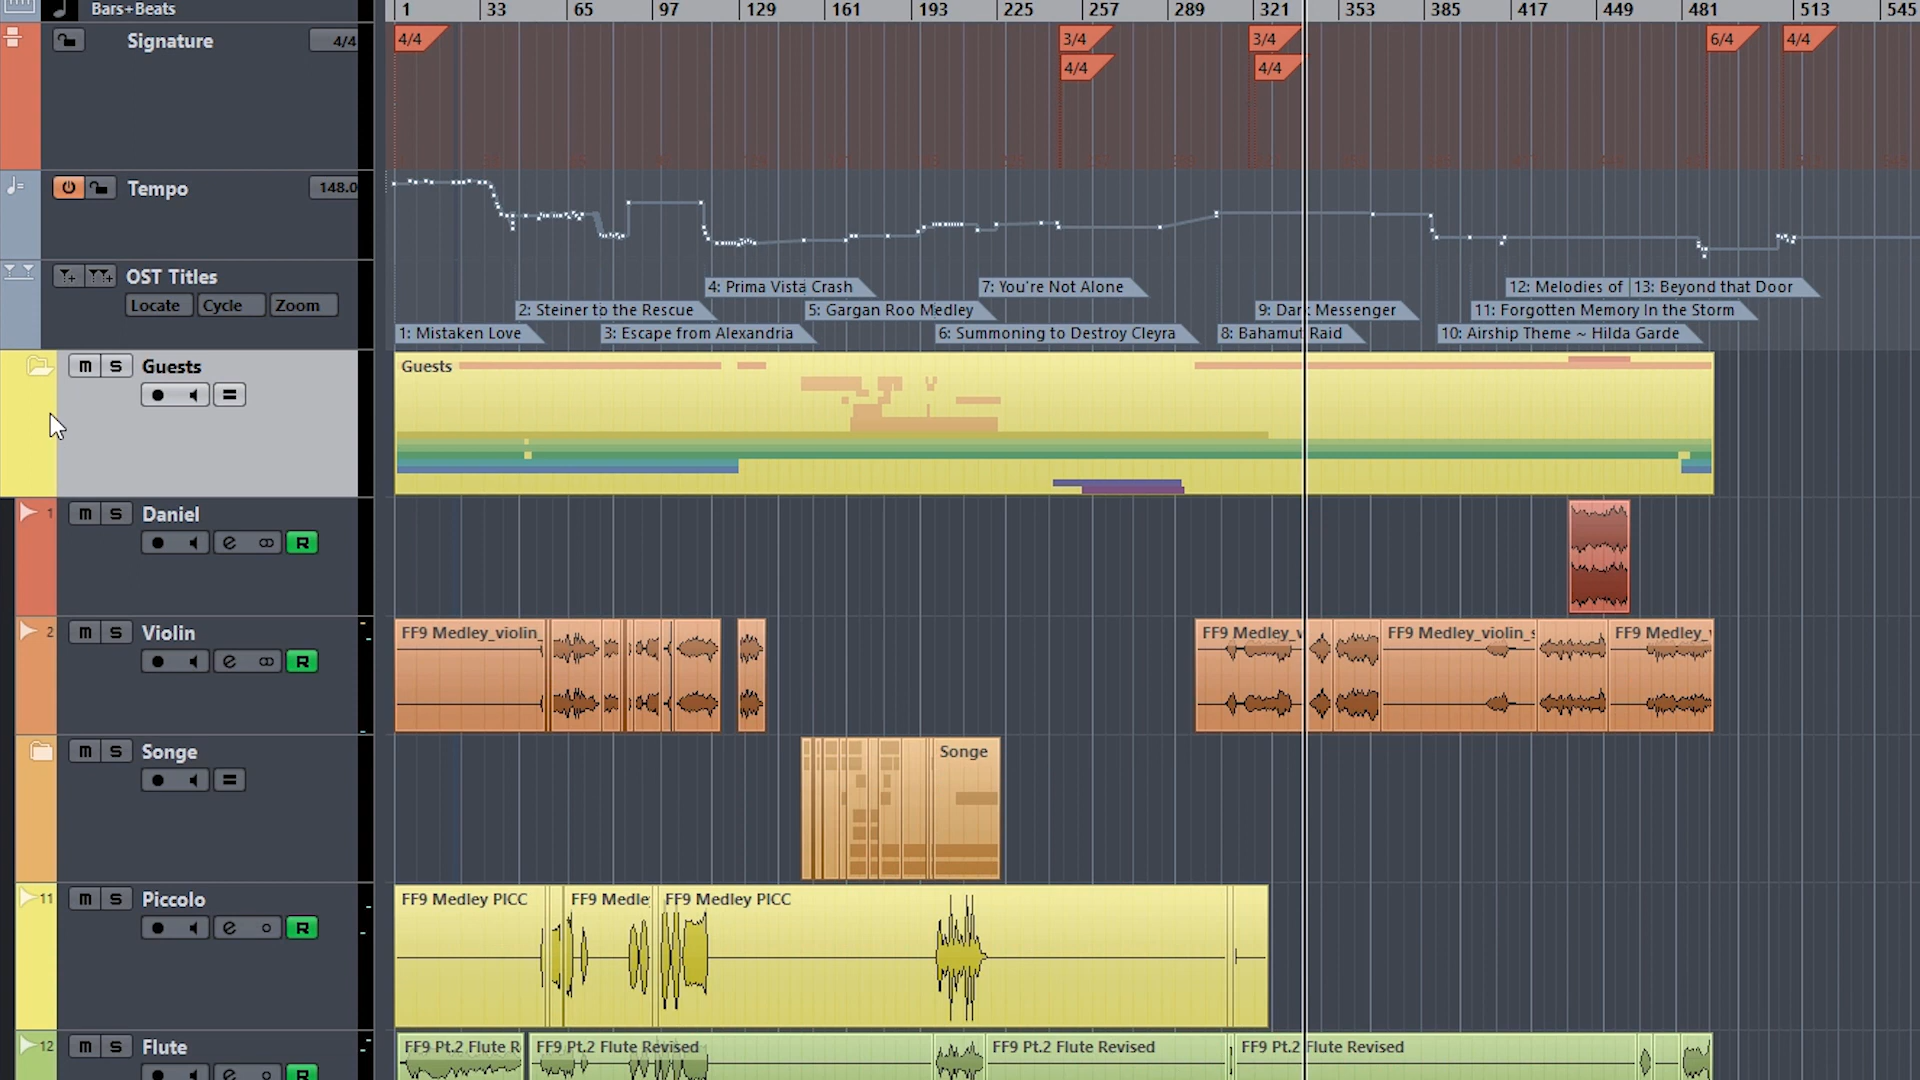 Bars+Beats
1 33 65 97 129 161 193 225 257 289 321 353 385 417 449 481 513 545
Signature 4/4
4/4 3/4 3/4 6/4 4/4
4/4 4/4
Tempo 148.0
OST Titles
Locate Cycle Zoom
4: Prima Vista Crash 7: You're Not Alone 12: Melodies of 13: Beyond that Door
2: Steiner to the Rescue 5: Gargan Roo Medley 9: Dark Messenger 11: Forgotten Memory In the Storm
1: Mistaken Love 3: Escape from Alexandria 6: Summoning to Destroy Cleyra 8: Bahamut Raid 10: Airship Theme ~ Hilda Garde
m S Guests
Guests
1 m S Daniel
e R
2 m S Violin
e R
FF9 Medley_violin_ FF9 Medley_v FF9 Medley_violin_s FF9 Medley_v
m S Songe
Songe
11 m S Piccolo
e R
FF9 Medley PICC FF9 Medle FF9 Medley PICC
12 m S Flute
e R
FF9 Pt.2 Flute R FF9 Pt.2 Flute Revised FF9 Pt.2 Flute Revised FF9 Pt.2 Flute Revised